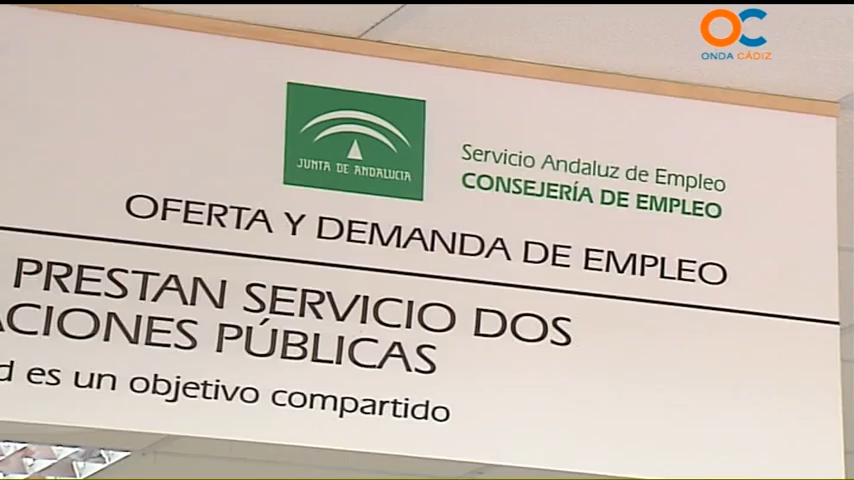 OC
ONDA CÁDIZ
JUNTA DE ANDALUCIA
Servicio Andaluz de Empleo
CONSEJERÍA DE EMPLEO
OFERTA Y DEMANDA DE EMPLEO
PRESTAN SERVICIO DOS
ACIONES PÚBLICAS
d es un objetivo compartido